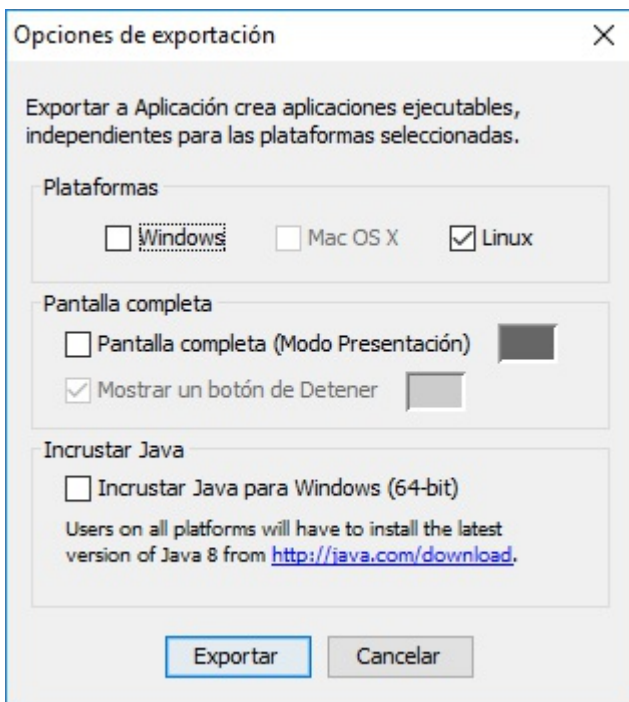 Opciones de exportación
Exportar a Aplicación crea aplicaciones ejecutables,
independientes para las plataformas seleccionadas.
Plataformas
Windows
Mac OS X
Linux
Pantalla completa
Pantalla completa (Modo Presentación)
Mostrar un botón de Detener
Incrustar Java
Incrustar Java para Windows (64-bit)
Users on all platforms will have to install the latest
version of Java 8 from http://java.com/download.
Exportar
Cancelar